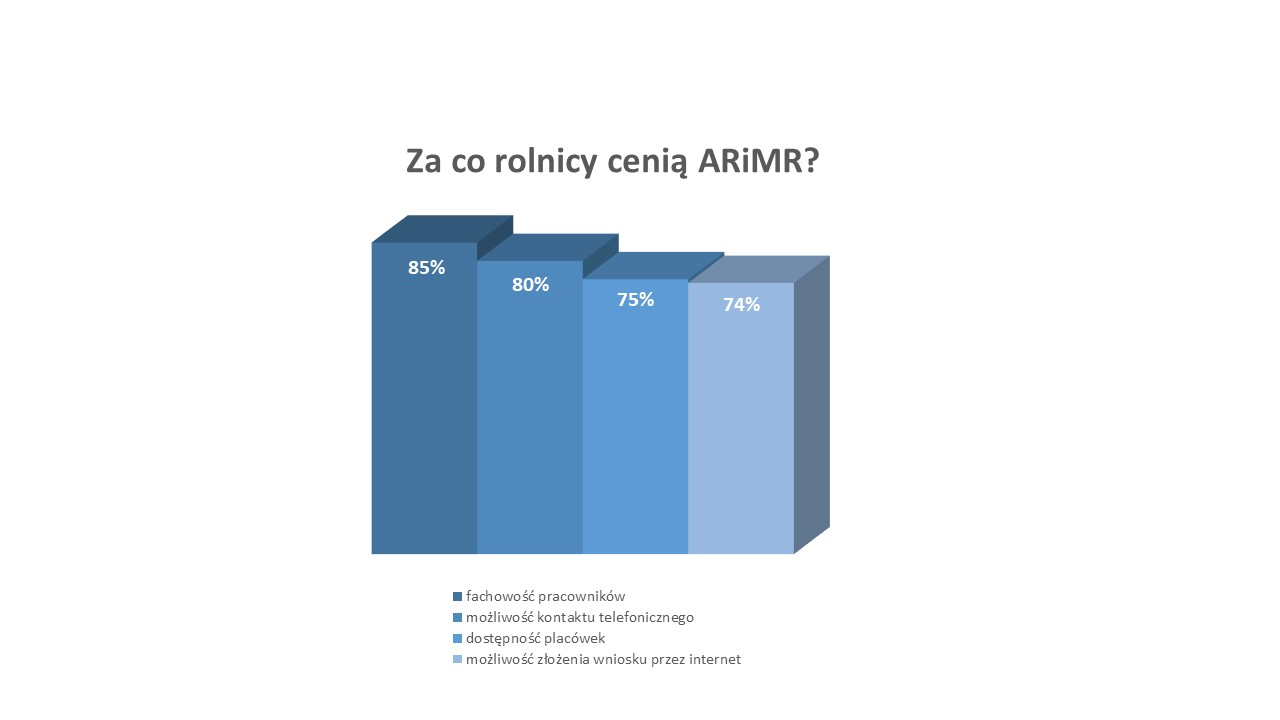 Za co rolnicy cenią ARiMR?
85%
80%
75%
74%
fachowość pracowników
możliwość kontaktu telefonicznego
dostępność placówek
możliwość złożenia wniosku przez internet